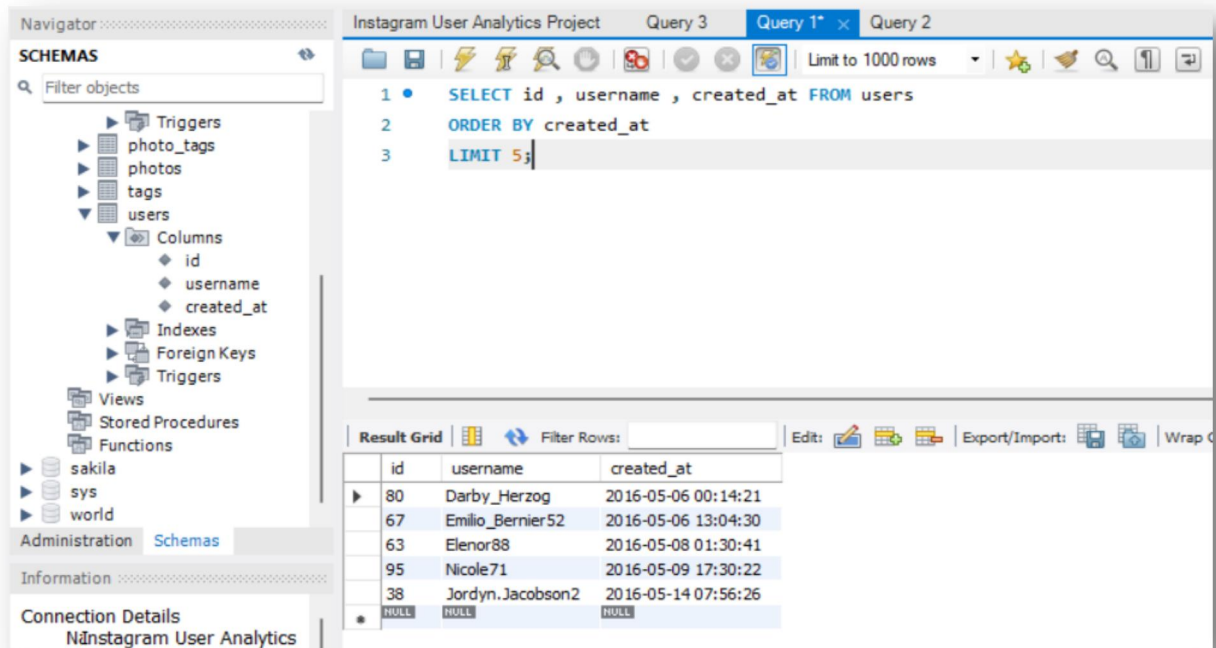 Navigator
SCHEMAS
Filter objects
Triggers
photo_tags
photos
tags
users
Columns
id
username
created_at
Indexes
Foreign Keys
Triggers
Views
Stored Procedures
Functions
sakila
sys
world
Administration Schemas
Information
Connection Details
Instagram User Analytics
Instagram User Analytics Project Query 3 Query 1* × Query 2
Limit to 1000 rows
1 SELECT id , username , created_at FROM users
2 ORDER BY created_at
3 LIMIT 5;
Result Grid Filter Rows: Edit: Export/Import: Wrap C
id username created_at
80 Darby_Herzog 2016-05-06 00:14:21
67 Emilio_Bernier52 2016-05-06 13:04:30
63 Elenor88 2016-05-08 01:30:41
95 Nicole71 2016-05-09 17:30:22
38 Jordyn.Jacobson2 2016-05-14 07:56:26
NULL NULL NULL